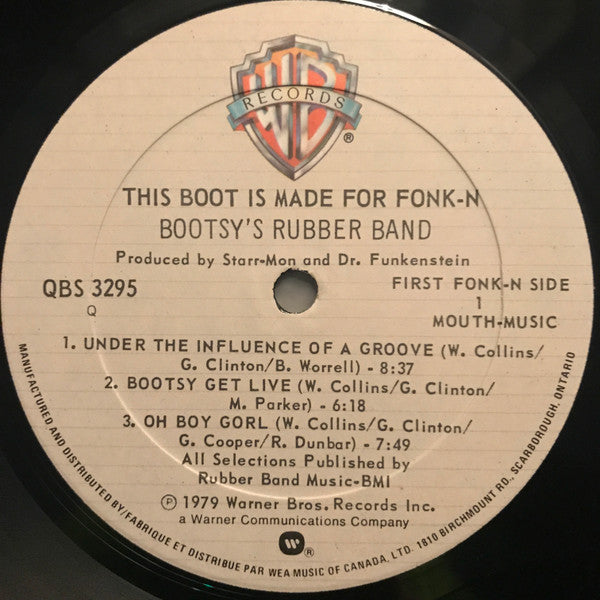 WB
RECORDS
®
THIS BOOT IS MADE FOR FONK-N
BOOTSY'S RUBBER BAND
Produced by Starr-Mon and Dr. Funkenstein
QBS 3295
Q
FIRST FONK-N SIDE
1
MOUTH-MUSIC
1. UNDER THE INFLUENCE OF A GROOVE (W. Collins/
G. Clinton/B. Worrell) - 8:37
2. BOOTSY GET LIVE (W. Collins/G. Clinton/
M. Parker) - 6:18
3. OH BOY GORL (W. Collins/G. Clinton/
G. Cooper/R. Dunbar) - 7:49
All Selections Published by
Rubber Band Music-BMI
℗ 1979 Warner Bros. Records Inc.
a Warner Communications Company
®
MANUFACTURED AND DISTRIBUTED BY/FABRIQUE ET DISTRIBUE PAR WEA MUSIC OF CANADA, LTD. 1810 BIRCHMOUNT RD., SCARBOROUGH, ONTARIO